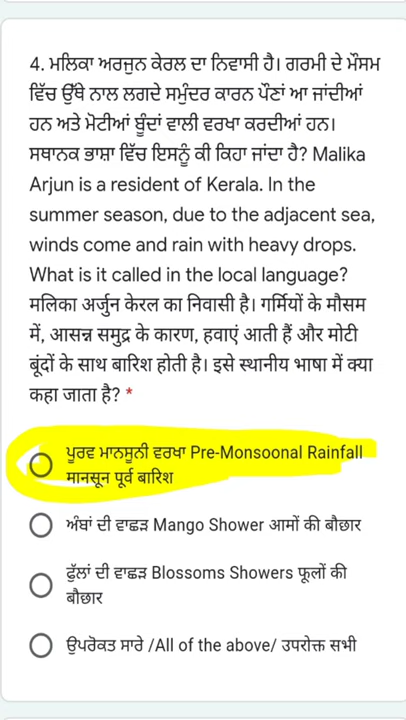 4. ਮਲਿਕਾ ਅਰਜੁਨ ਕੇਰਲ ਦਾ ਨਿਵਾਸੀ ਹੈ। ਗਰਮੀ ਦੇ ਮੌਸਮ
ਵਿੱਚ ਉੱਥੇ ਨਾਲ ਲਗਦੇ ਸਮੁੰਦਰ ਕਾਰਨ ਪੌਣਾਂ ਆ ਜਾਂਦੀਆਂ
ਹਨ ਅਤੇ ਮੋਟੀਆਂ ਬੂੰਦਾਂ ਵਾਲੀ ਵਰਖਾ ਕਰਦੀਆਂ ਹਨ।
ਸਥਾਨਕ ਭਾਸ਼ਾ ਵਿੱਚ ਇਸਨੂੰ ਕੀ ਕਿਹਾ ਜਾਂਦਾ ਹੈ? Malika
Arjun is a resident of Kerala. In the
summer season, due to the adjacent sea,
winds come and rain with heavy drops.
What is it called in the local language?
मलिका अर्जुन केरल का निवासी है। गर्मियों के मौसम
में, आसन्न समुद्र के कारण, हवाएं आती हैं और मोटी
बूंदों के साथ बारिश होती है। इसे स्थानीय भाषा में क्या
कहा जाता है? *
ਪੂਰਵ ਮਾਨਸੂਨੀ ਵਰਖਾ Pre-Monsoonal Rainfall
मानसून पूर्व बारिश
ਅੰਬਾਂ ਦੀ ਵਾਛੜ Mango Shower आमों की बौछार
ਫੁੱਲਾਂ ਦੀ ਵਾਛੜ Blossoms Showers फूलों की
बौछार
ਉਪਰੋਕਤ ਸਾਰੇ /All of the above/ उपरोक्त सभी